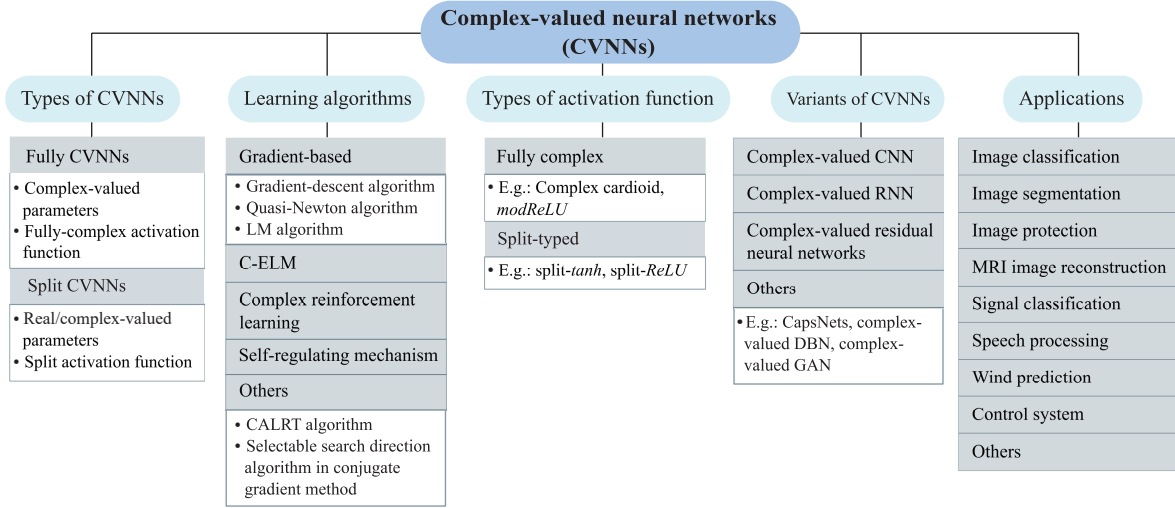 Complex-valued neural networks
(CVNNs)
Types of CVNNs
Fully CVNNs
• Complex-valued
parameters
• Fully-complex activation
function
Split CVNNs
• Real/complex-valued
parameters
• Split activation function
Learning algorithms
Gradient-based
• Gradient-descent algorithm
• Quasi-Newton algorithm
• LM algorithm
C-ELM
Complex reinforcement
learning
Self-regulating mechanism
Others
• CALRT algorithm
• Selectable search direction
algorithm in conjugate
gradient method
Types of activation function
Fully complex
• E.g.: Complex cardioid,
modReLU
Split-typed
• E.g.: split-tanh, split-ReLU
Variants of CVNNs
Complex-valued CNN
Complex-valued RNN
Complex-valued residual
neural networks
Others
• E.g.: CapsNets, complex-
valued DBN, complex-
valued GAN
Applications
Image classification
Image segmentation
Image protection
MRI image reconstruction
Signal classification
Speech processing
Wind prediction
Control system
Others